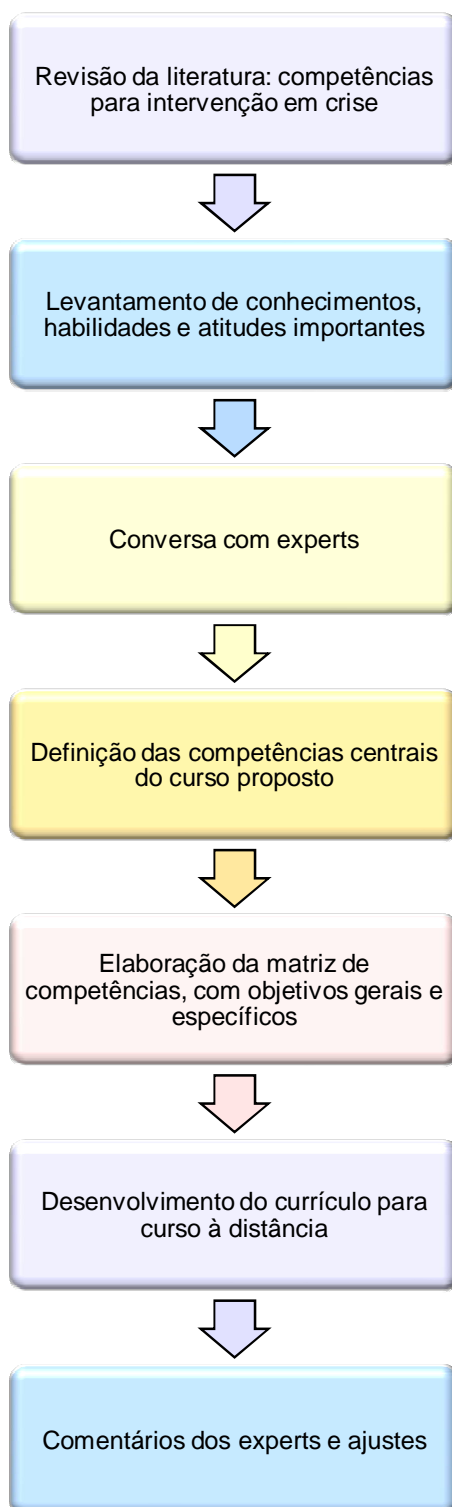 Revisão da literatura: competências
para intervenção em crise
Levantamento de conhecimentos,
habilidades e atitudes importantes
Conversa com experts
Definição das competências centrais
do curso proposto
Elaboração da matriz de
competências, com objetivos gerais e
específicos
Desenvolvimento do currículo para
curso à distância
Comentários dos experts e ajustes